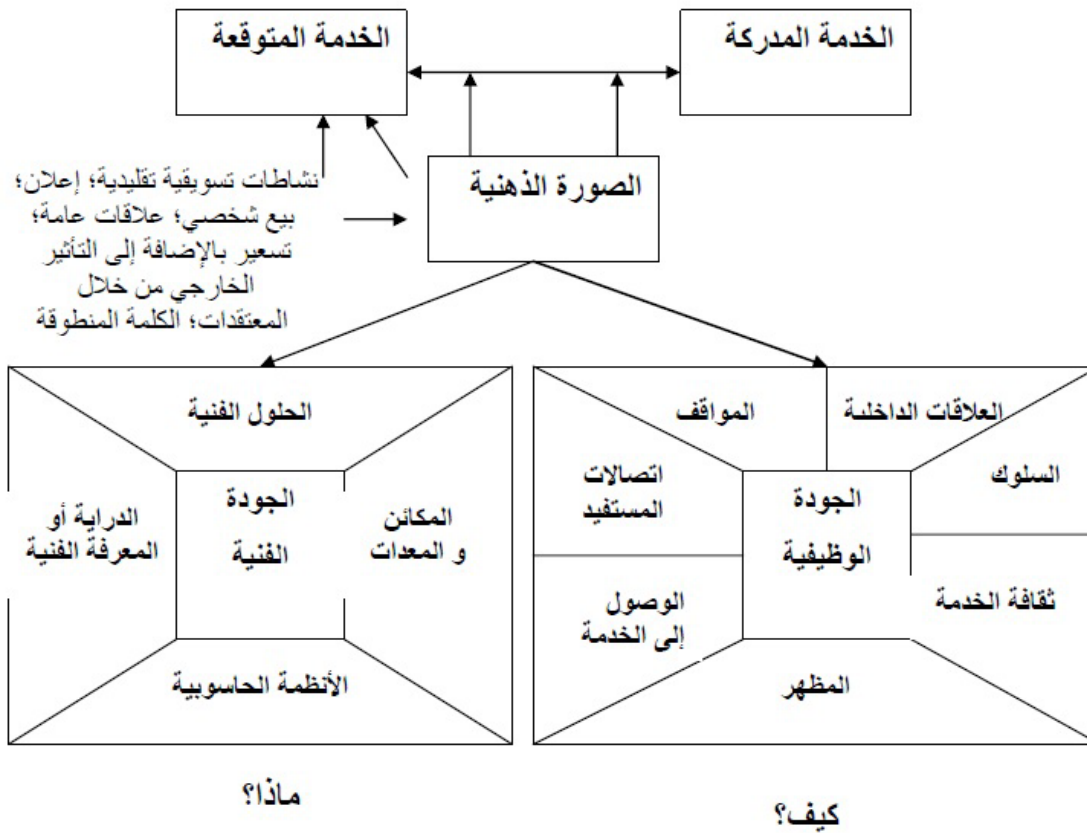 الخدمة المدركة
الخدمة المتوقعة
الصورة الذهنية
نشاطات تسويقية تقليدية؛ إعلان؛
بيع شخصي؛ علاقات عامة؛
تسعير بالإضافة إلى التأثير
الخارجي من خلال
المعتقدات؛ الكلمة المنطوقة
العلاقات الداخلية
المواقف
السلوك
اتصالات
المستفيد
الجودة
الوظيفية
ثقافة الخدمة
الوصول
إلى الخدمة
المظهر
كيف؟
الحلول الفنية
المكائن
و المعدات
الجودة
الفنية
الدراية أو
المعرفة الفنية
الأنظمة الحاسوبية
ماذا؟